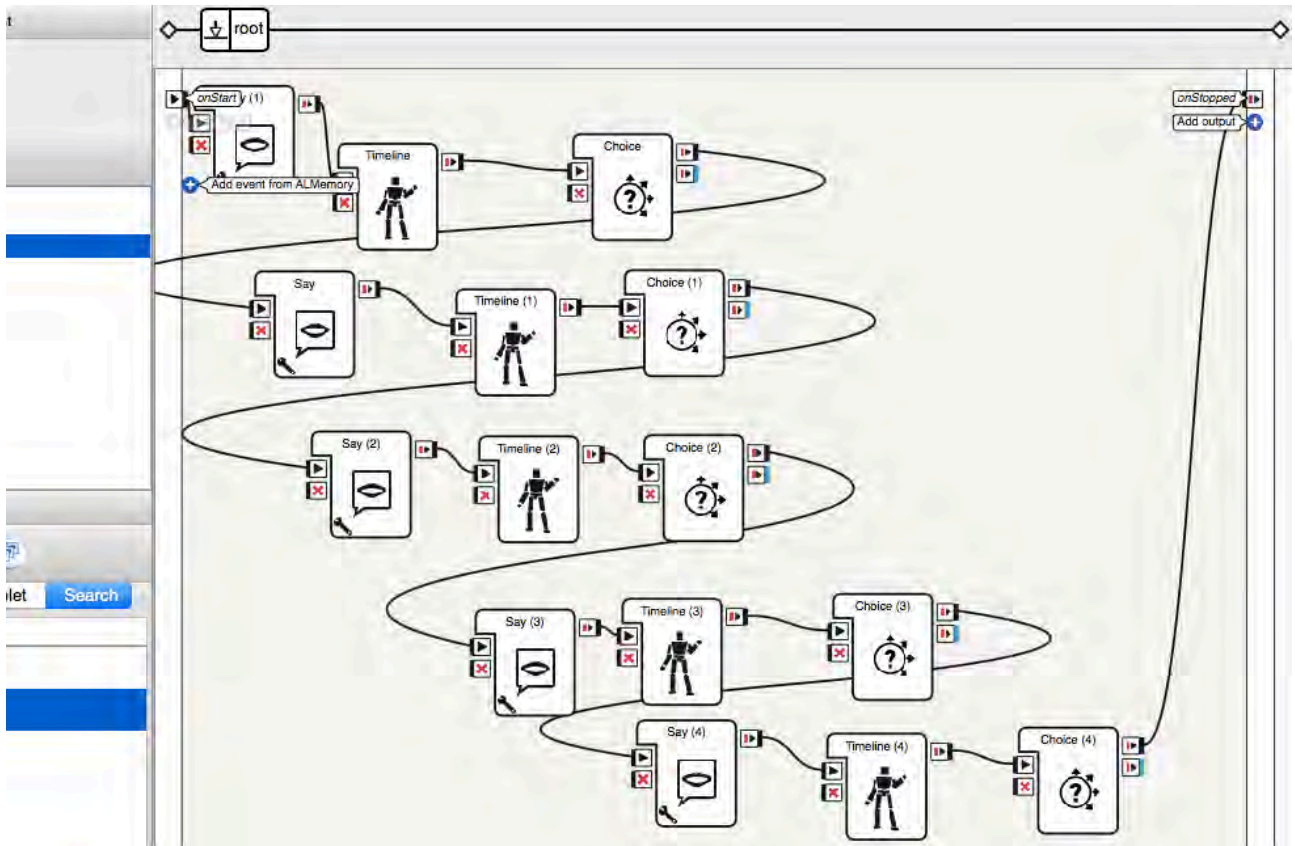 t
root
onStart
y (1)
onStopped
Add output
Timeline
Choice
Add event from ALMemory
Say
Timeline (1)
Choice (1)
Say (2)
Timeline (2)
Choice (2)
let
Search
Say (3)
Timeline (3)
Choice (3)
Say (4)
Timeline (4)
Choice (4)